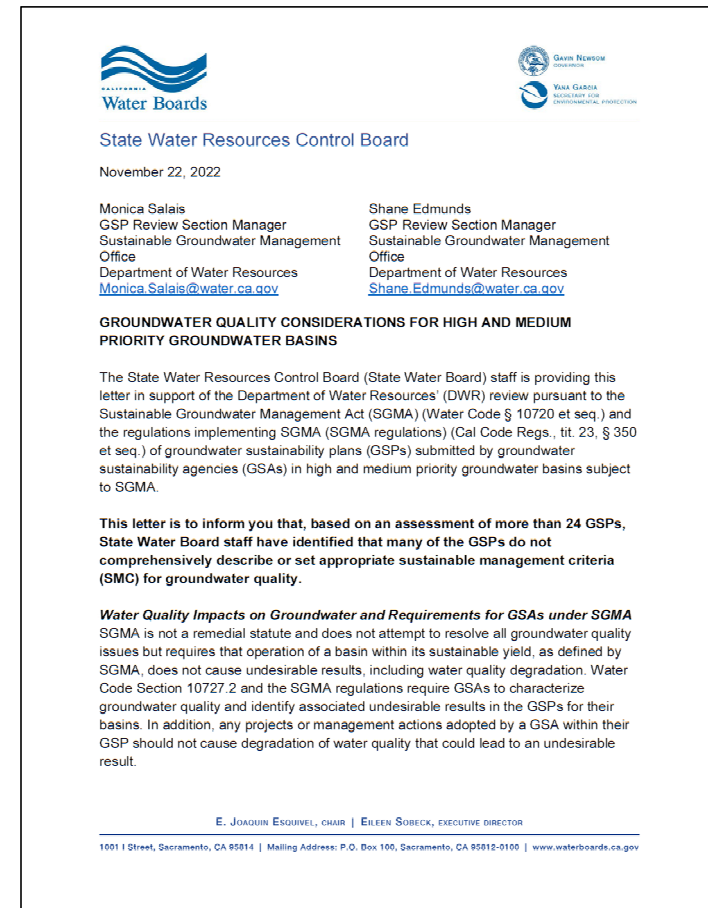 CALIFORNIA
Water Boards
GAVIN NEWSOM
GOVERNOR
YANA GARCIA
SECRETARY FOR
ENVIRONMENTAL PROTECTION
State Water Resources Control Board
November 22, 2022
Monica Salais
GSP Review Section Manager
Sustainable Groundwater Management
Office
Department of Water Resources
Monica.Salais@water.ca.gov
Shane Edmunds
GSP Review Section Manager
Sustainable Groundwater Management
Office
Department of Water Resources
Shane.Edmunds@water.ca.gov
GROUNDWATER QUALITY CONSIDERATIONS FOR HIGH AND MEDIUM
PRIORITY GROUNDWATER BASINS
The State Water Resources Control Board (State Water Board) staff is providing this
letter in support of the Department of Water Resources' (DWR) review pursuant to the
Sustainable Groundwater Management Act (SGMA) (Water Code § 10720 et seq.) and
the regulations implementing SGMA (SGMA regulations) (Cal Code Regs., tit. 23, § 350
et seq.) of groundwater sustainability plans (GSPs) submitted by groundwater
sustainability agencies (GSAs) in high and medium priority groundwater basins subject
to SGMA.
This letter is to inform you that, based on an assessment of more than 24 GSPs,
State Water Board staff have identified that many of the GSPs do not
comprehensively describe or set appropriate sustainable management criteria
(SMC) for groundwater quality.
Water Quality Impacts on Groundwater and Requirements for GSAs under SGMA
SGMA is not a remedial statute and does not attempt to resolve all groundwater quality
issues but requires that operation of a basin within its sustainable yield, as defined by
SGMA, does not cause undesirable results, including water quality degradation. Water
Code Section 10727.2 and the SGMA regulations require GSAs to characterize
groundwater quality and identify associated undesirable results in the GSPs for their
basins. In addition, any projects or management actions adopted by a GSA within their
GSP should not cause degradation of water quality that could lead to an undesirable
result.
E. JOAQUIN ESQUIVEL, CHAIR | EILEEN SOBECK, EXECUTIVE DIRECTOR
1001 I Street, Sacramento, CA 95814 | Mailing Address: P.O. Box 100, Sacramento, CA 95812-0100 | www.waterboards.ca.gov